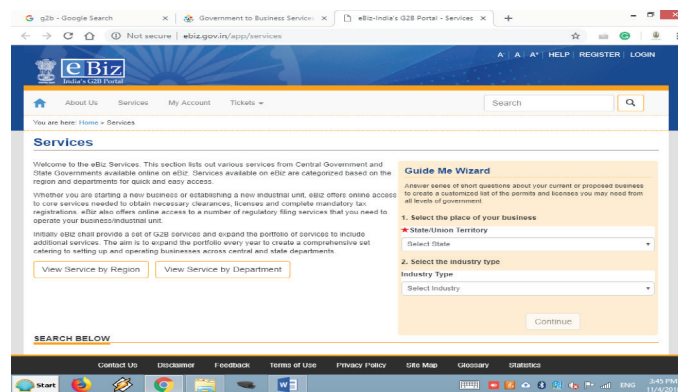 g2b - Google Search
Government to Business Services
eBiz-India's G2B Portal - Services
Not secure | ebiz.gov.in/app/services
A- | A | A+ | HELP | REGISTER | LOGIN
eBiz
India's G2B Portal
About Us Services My Account Tickets
Search
You are here: Home » Services
Services
Welcome to the eBiz Services. This section lists out various services from Central Government and
State Governments available online on eBiz. Services available on eBiz are categorized based on the
region and departments for quick and easy access.
Whether you are starting a new business or establishing a new industrial unit, eBiz offers online access
to core services needed to obtain necessary clearances, licenses and complete mandatory tax
registrations. eBiz also offers online access to a number of regulatory filing services that you need to
operate your business/industrial unit.
Initially eBiz shall provide a set of G2B services and expand the portfolio of services to include
additional services. The aim is to expand the portfolio every year to create a comprehensive set
catering to setting up and operating businesses across central and state departments.
View Service by Region View Service by Department
Guide Me Wizard
Answer series of short questions about your current or proposed business
to create a customized list of the permits and licenses you may need from
all levels of government
1. Select the place of your business
★State/Union Territory
Select State
2. Select the industry type
Industry Type
Select Industry
Continue
SEARCH BELOW
Contact Us Disclaimer Feedback Terms of Use Privacy Policy Site Map Glossary Statistics
Start
ENG
3:45 PM